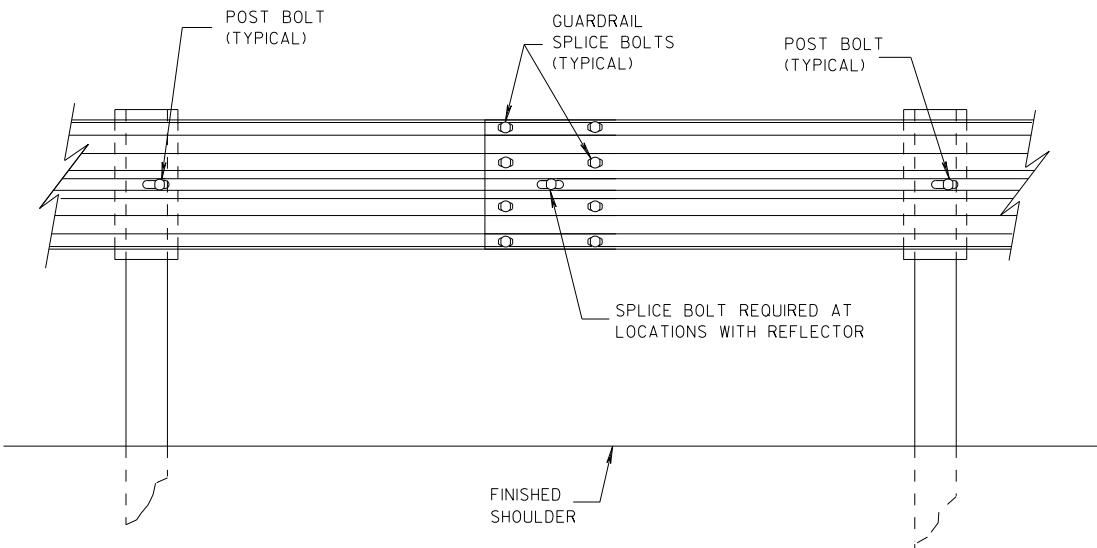 POST BOLT
(TYPICAL)
GUARDRAIL
SPLICE BOLTS
(TYPICAL)
POST BOLT
(TYPICAL)
SPLICE BOLT REQUIRED AT
LOCATIONS WITH REFLECTOR
FINISHED
SHOULDER